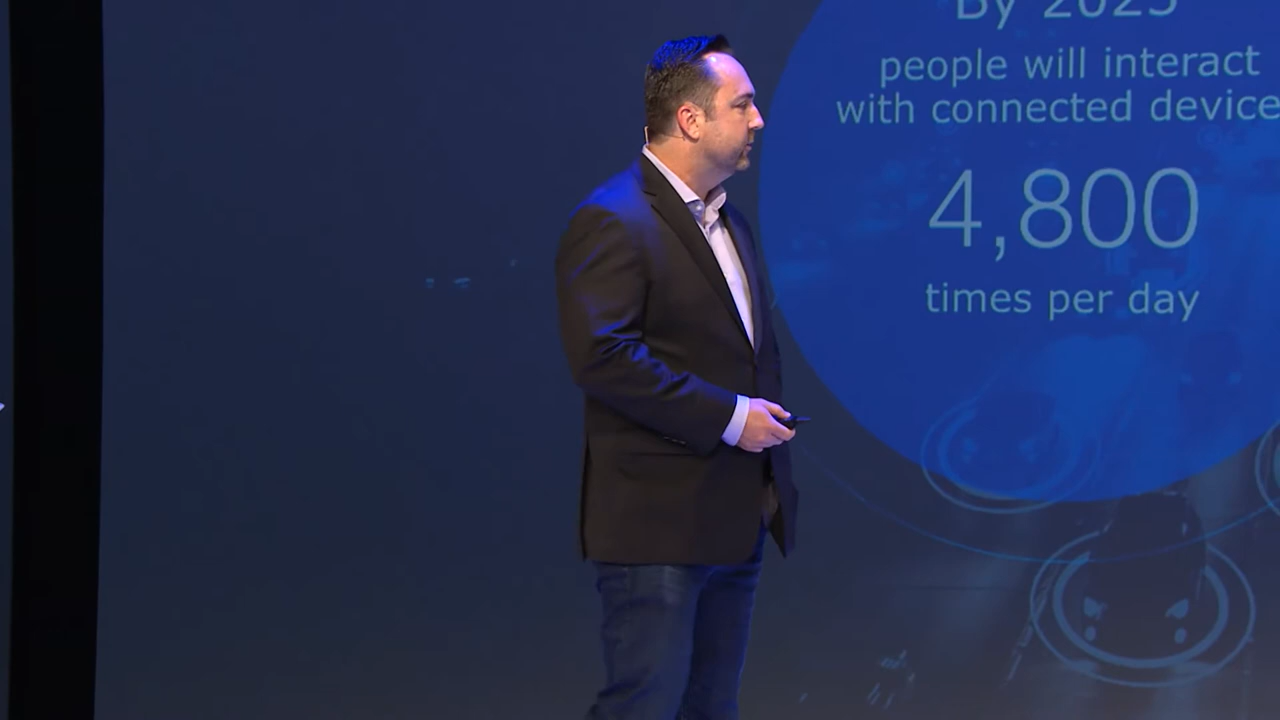 By 2025
people will interact
with connected device
4,800
times per day